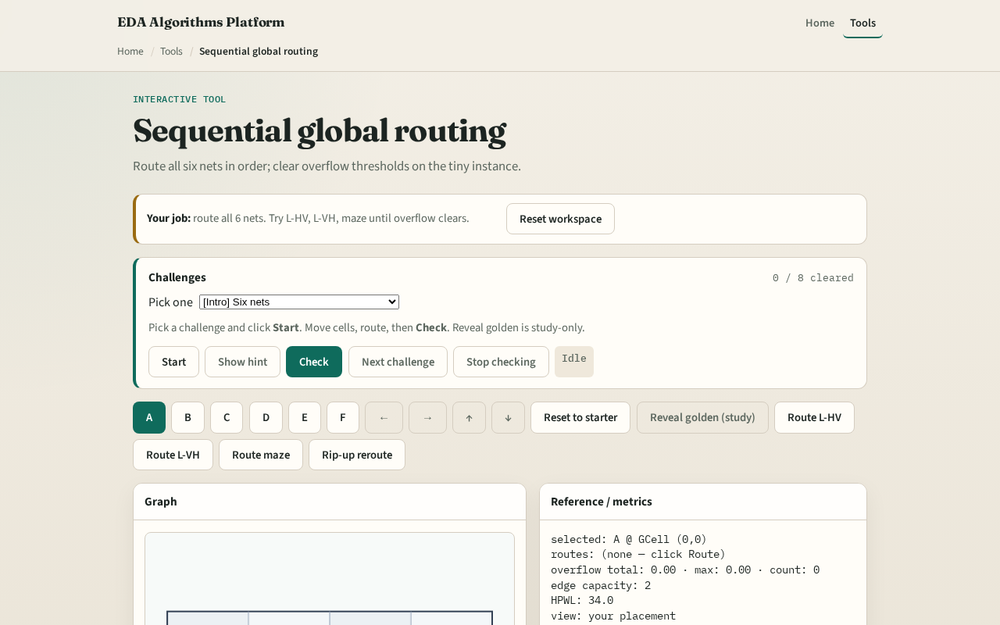 EDA Algorithms Platform
Home Tools
Home / Tools / Sequential global routing
INTERACTIVE TOOL
Sequential global routing
Route all six nets in order; clear overflow thresholds on the tiny instance.
Your job: route all 6 nets. Try L-HV, L-VH, maze until overflow clears.
Reset workspace
Challenges
0 / 8 cleared
Pick one [Intro] Six nets
Pick a challenge and click Start. Move cells, route, then Check. Reveal golden is study-only.
Start Show hint Check Next challenge Stop checking Idle
A B C D E F ← → ↑ ↓ Reset to starter Reveal golden (study) Route L-HV
Route L-VH Route maze Rip-up reroute
Graph
Reference / metrics
selected: A @ GCell (0,0)
routes: (none — click Route)
overflow total: 0.00 · max: 0.00 · count: 0
edge capacity: 2
HPWL: 34.0
view: your placement